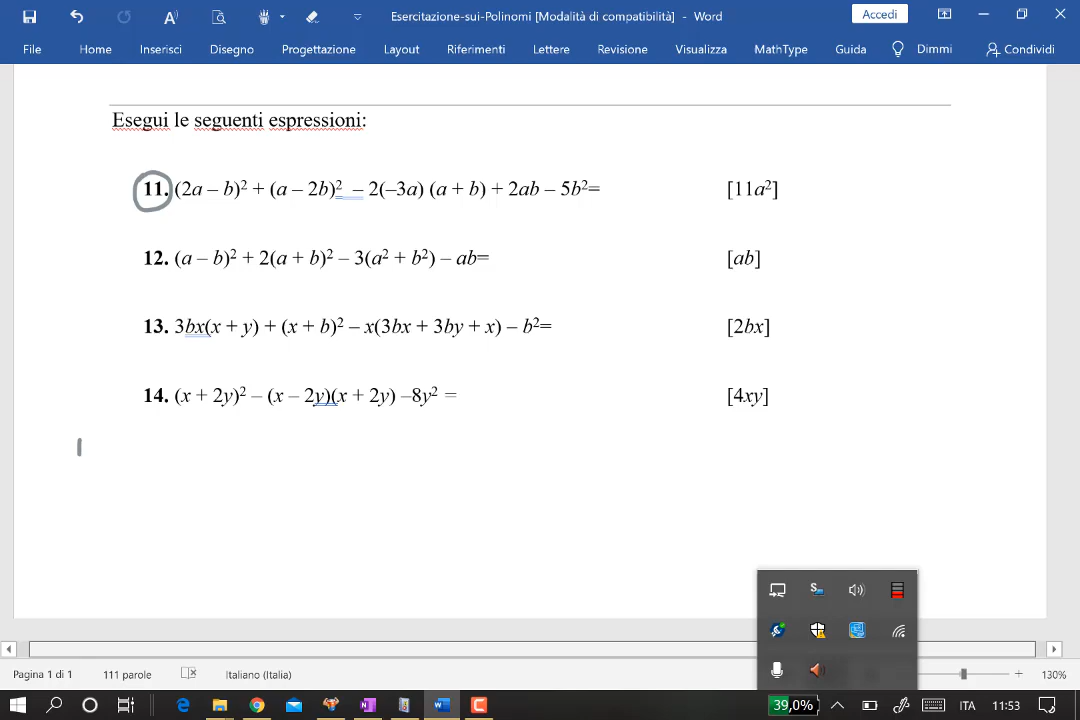 Esercitazione-sui-Polinomi [Modalità di compatibilità] - Word
Accedi
File Home Inserisci Disegno Progettazione Layout Riferimenti Lettere Revisione Visualizza MathType Guida Dimmi Condividi
Esegui le seguenti espressioni:
11. (2a – b)² + (a – 2b)² – 2(–3a) (a + b) + 2ab – 5b²= [11a²]
12. (a – b)² + 2(a + b)² – 3(a² + b²) – ab= [ab]
13. 3bx(x + y) + (x + b)² – x(3bx + 3by + x) – b²= [2bx]
14. (x + 2y)² – (x – 2y)(x + 2y) –8y² = [4xy]
Pagina 1 di 1 111 parole Italiano (Italia) 130%
39,0% ITA 11:53